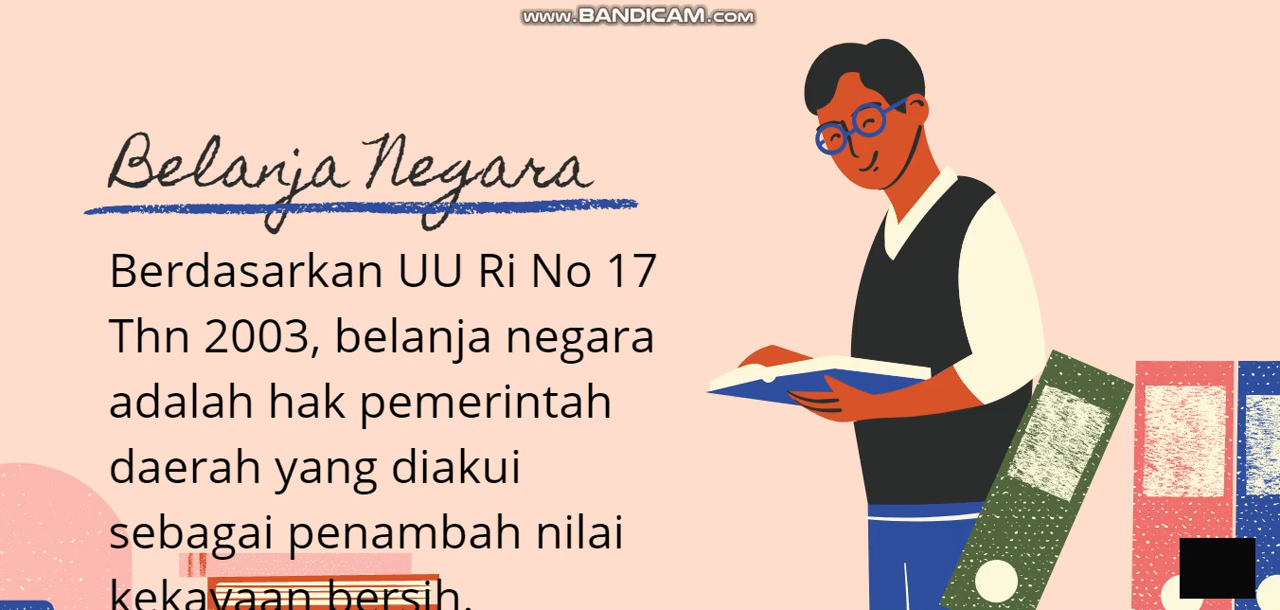 www.BANDICAM.com
Belanja Negara
Berdasarkan UU Ri No 17
Thn 2003, belanja negara
adalah hak pemerintah
daerah yang diakui
sebagai penambah nilai
kekayaan bersih.